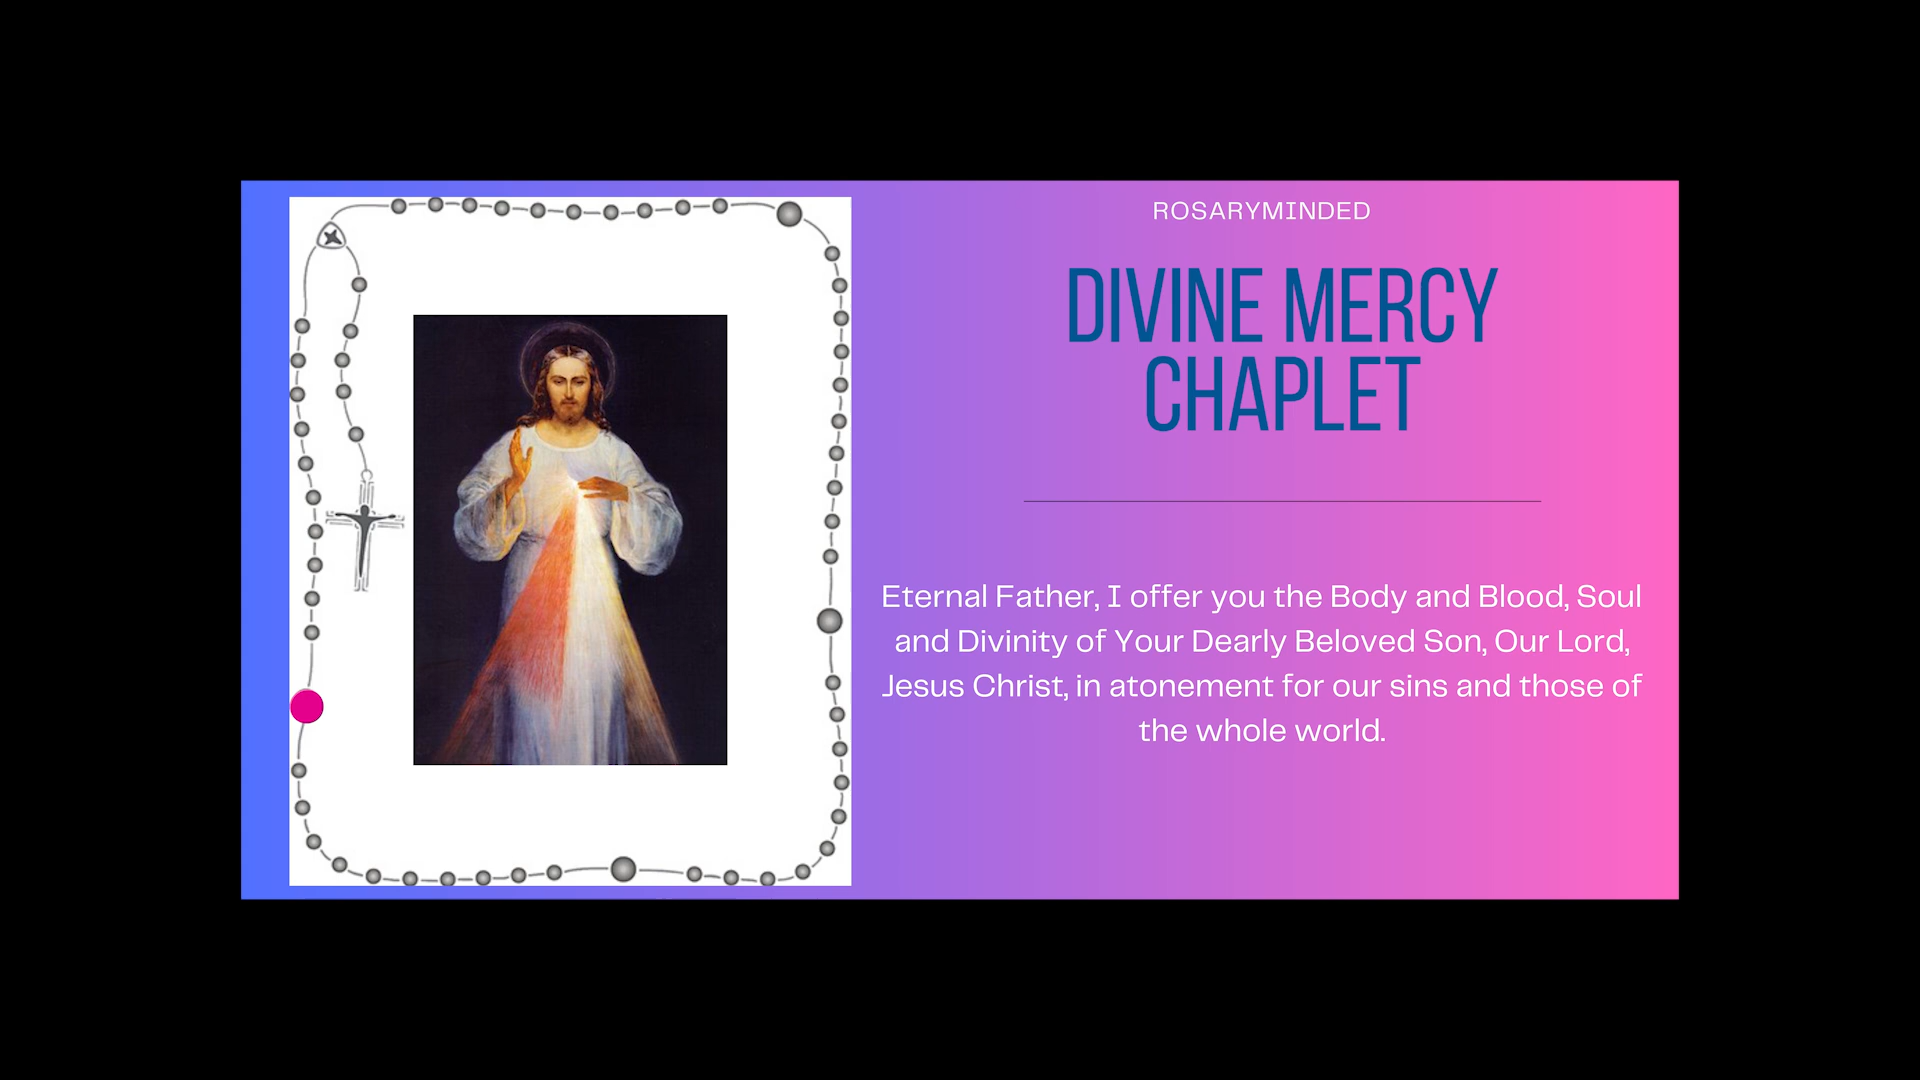 ROSARYMINDED
DIVINE MERCY
CHAPLET
Eternal Father, I offer you the Body and Blood, Soul
and Divinity of Your Dearly Beloved Son, Our Lord,
Jesus Christ, in atonement for our sins and those of
the whole world.